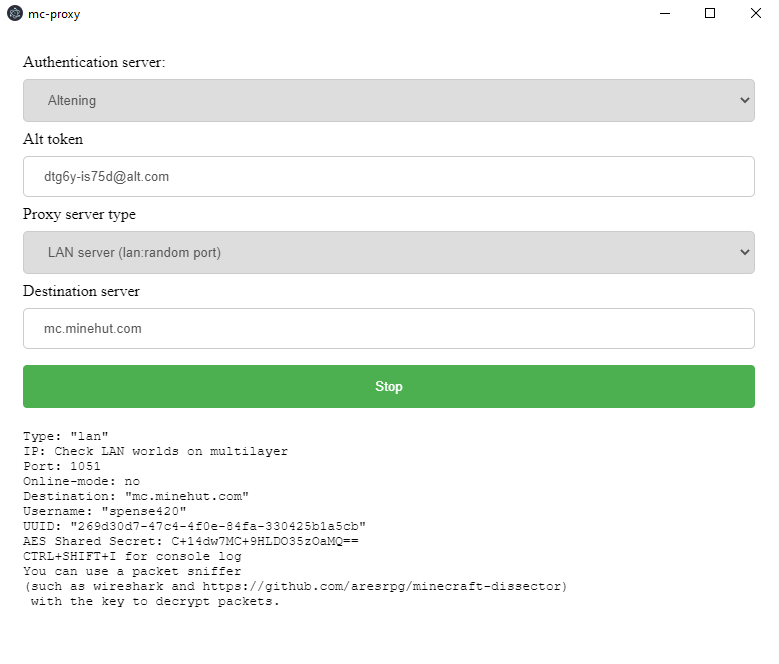 mc-proxy
Authentication server:
Altening
Alt token
dtg6y-is75d@alt.com
Proxy server type
LAN server (lan:random port)
Destination server
mc.minehut.com
Stop
Type: "lan"
IP: Check LAN worlds on multilayer
Port: 1051
Online-mode: no
Destination: "mc.minehut.com"
Username: "spense420"
UUID: "269d30d7-47c4-4f0e-84fa-330425b1a5cb"
AES Shared Secret: C+14dw7MC+9HLDO35zOaMQ==
CTRL+SHIFT+I for console log
You can use a packet sniffer
(such as wireshark and https://github.com/aresrpg/minecraft-dissector)
with the key to decrypt packets.